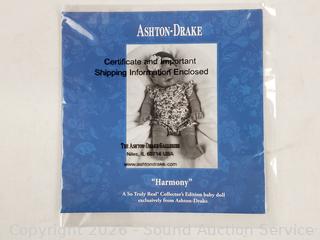 ASHTON-DRAKE
Certificate and Important
Shipping Information Enclosed
THE ASHTON-DRAKE GALLERIES
Niles, IL 60714 USA
www.ashtondrake.com
"Harmony"
A So Truly Real® Collector's Edition baby doll
exclusively from Ashton-Drake
Copyright 2026 - Sound Auction Service